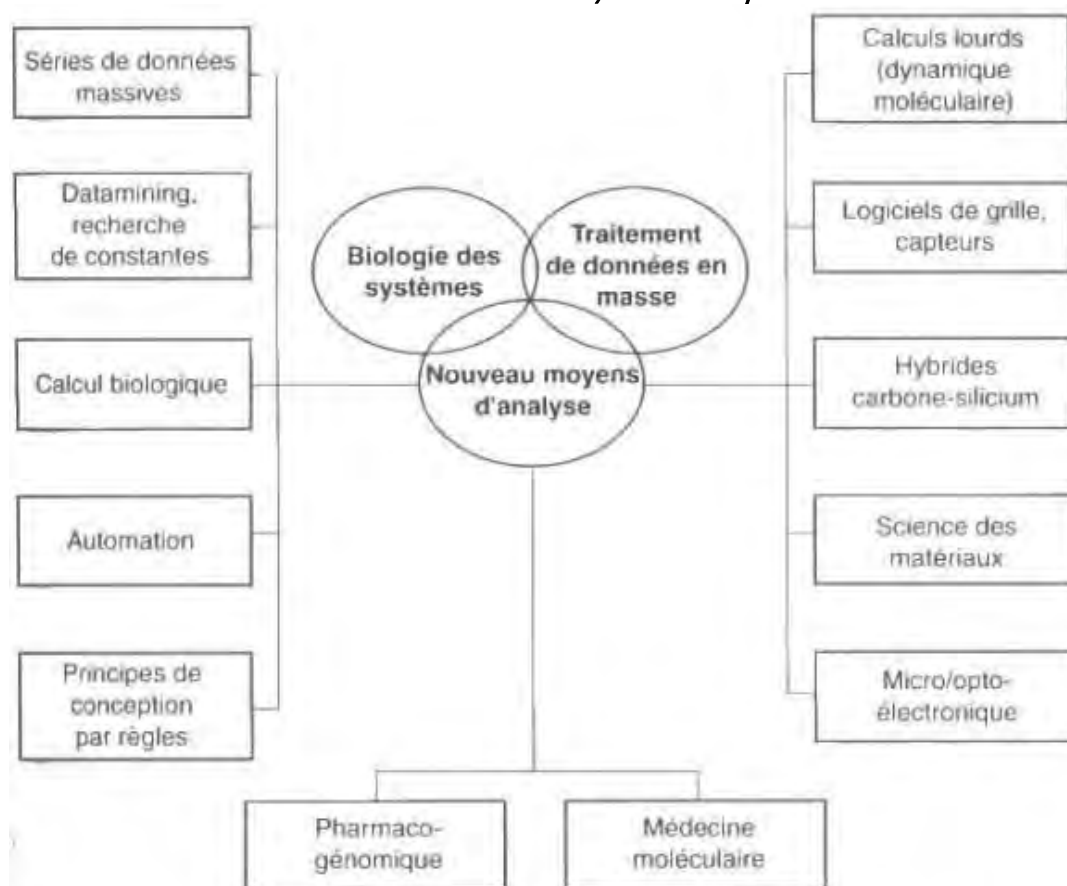 Séries de données
massives
Datamining,
recherche
de constantes
Calcul biologique
Automation
Principes de
conception
par règles
Biologie des
systèmes
Traitement
de données en
masse
Nouveau moyens
d'analyse
Calculs lourds
(dynamique
moléculaire)
Logiciels de grille,
capteurs
Hybrides
carbone-silicium
Science des
matériaux
Micro/opto-
électronique
Pharmaco-
génomique
Médecine
moléculaire